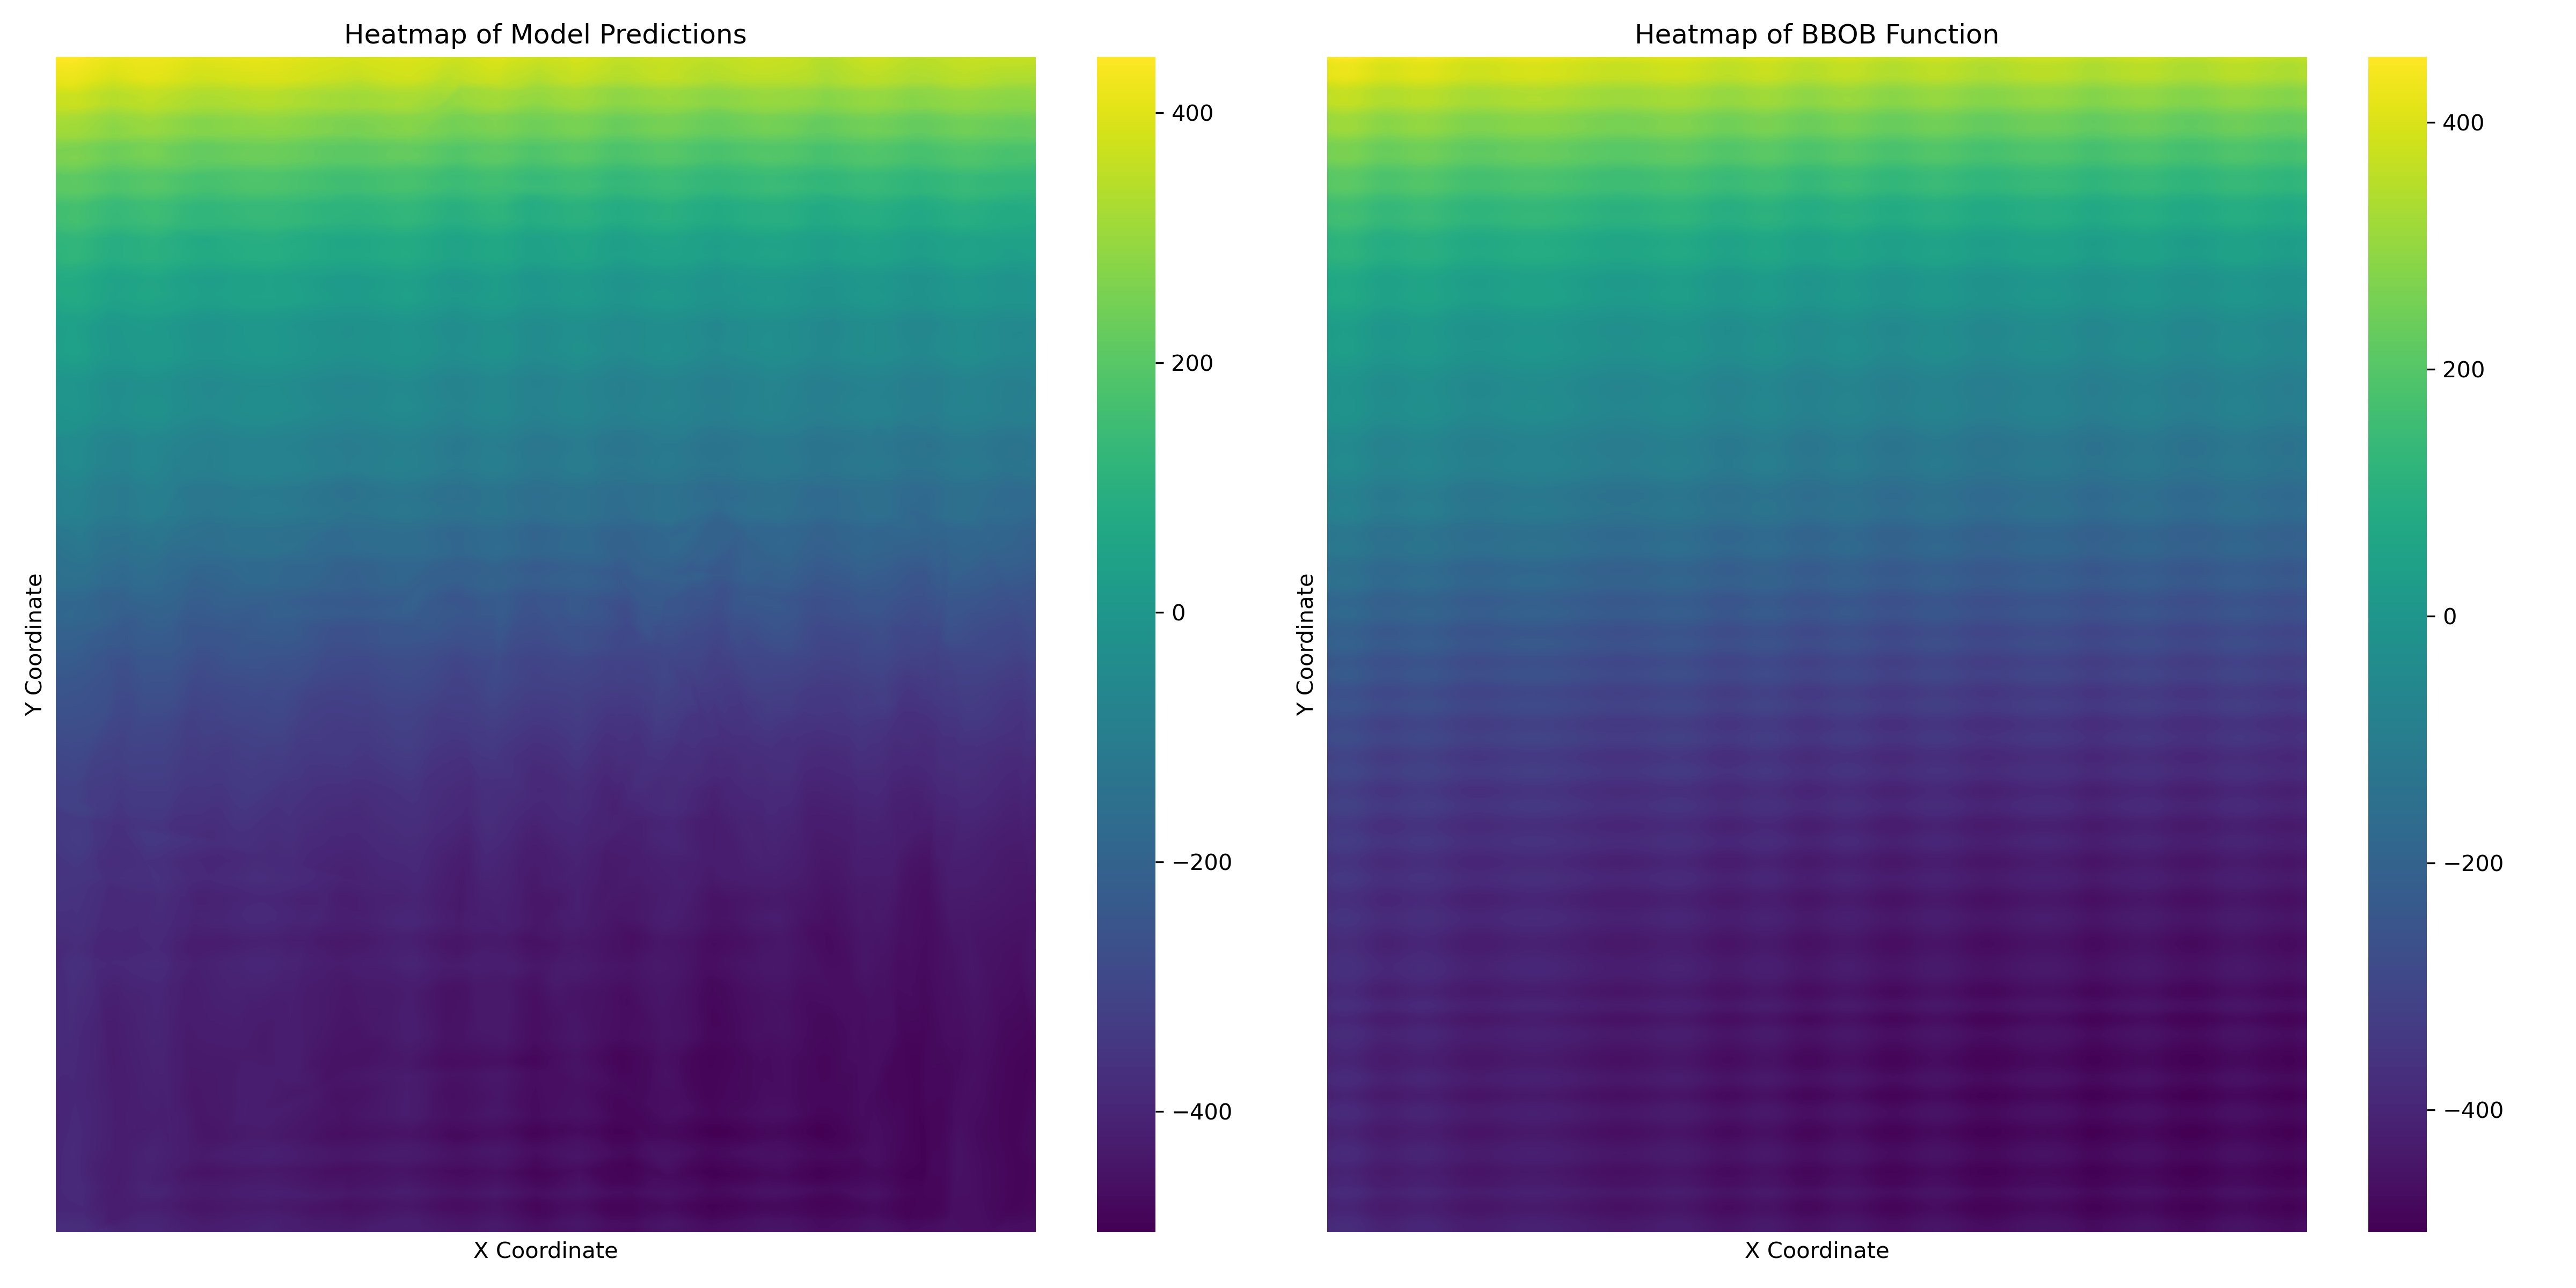 Heatmap of Model Predictions
Y Coordinate
X Coordinate
400
200
0
−200
−400
Heatmap of BBOB Function
Y Coordinate
X Coordinate
400
200
0
−200
−400